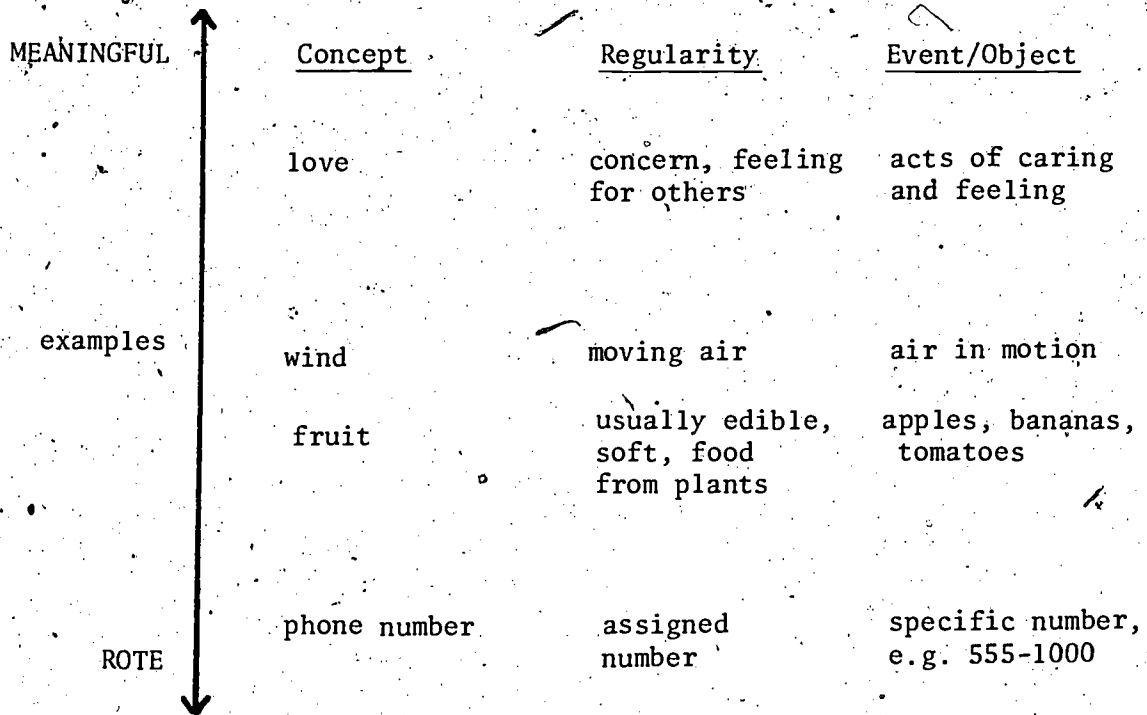 MEANINGFUL Concept Regularity Event/Object
love concern, feeling acts of caring
for others and feeling
examples wind moving air air in motion
fruit usually edible, apples, bananas,
soft, food tomatoes
from plants
phone number assigned specific number,
ROTE number e.g. 555-1000